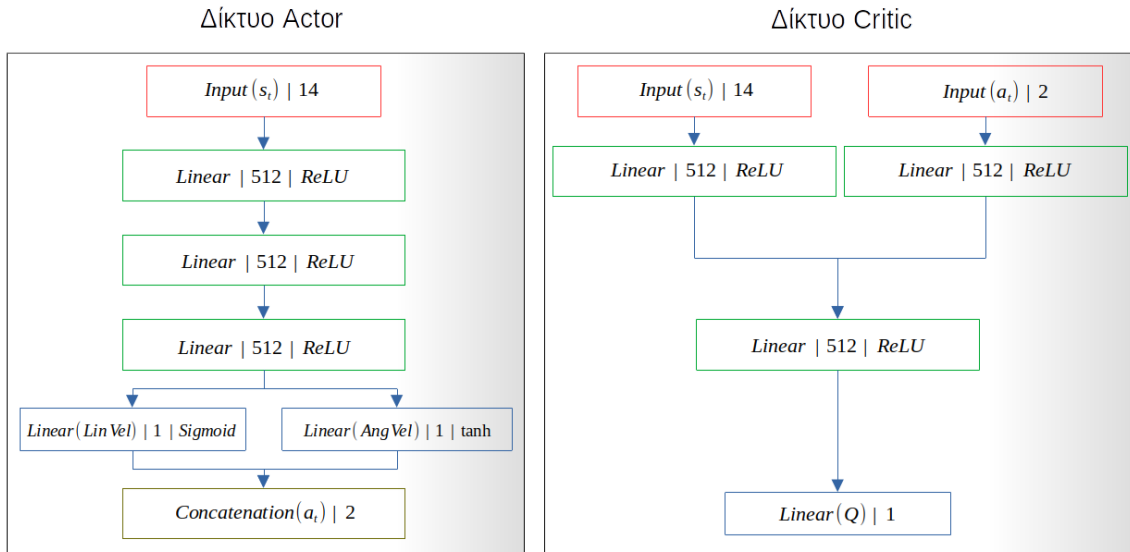 Δίκτυο Actor
Input(s_t) | 14
Linear | 512 | ReLU
Linear | 512 | ReLU
Linear | 512 | ReLU
Linear(Lin Vel) | 1 | Sigmoid
Linear(Ang Vel) | 1 | tanh
Concatenation(a_t) | 2
Δίκτυο Critic
Input(s_t) | 14
Input(a_t) | 2
Linear | 512 | ReLU
Linear | 512 | ReLU
Linear | 512 | ReLU
Linear(Q) | 1